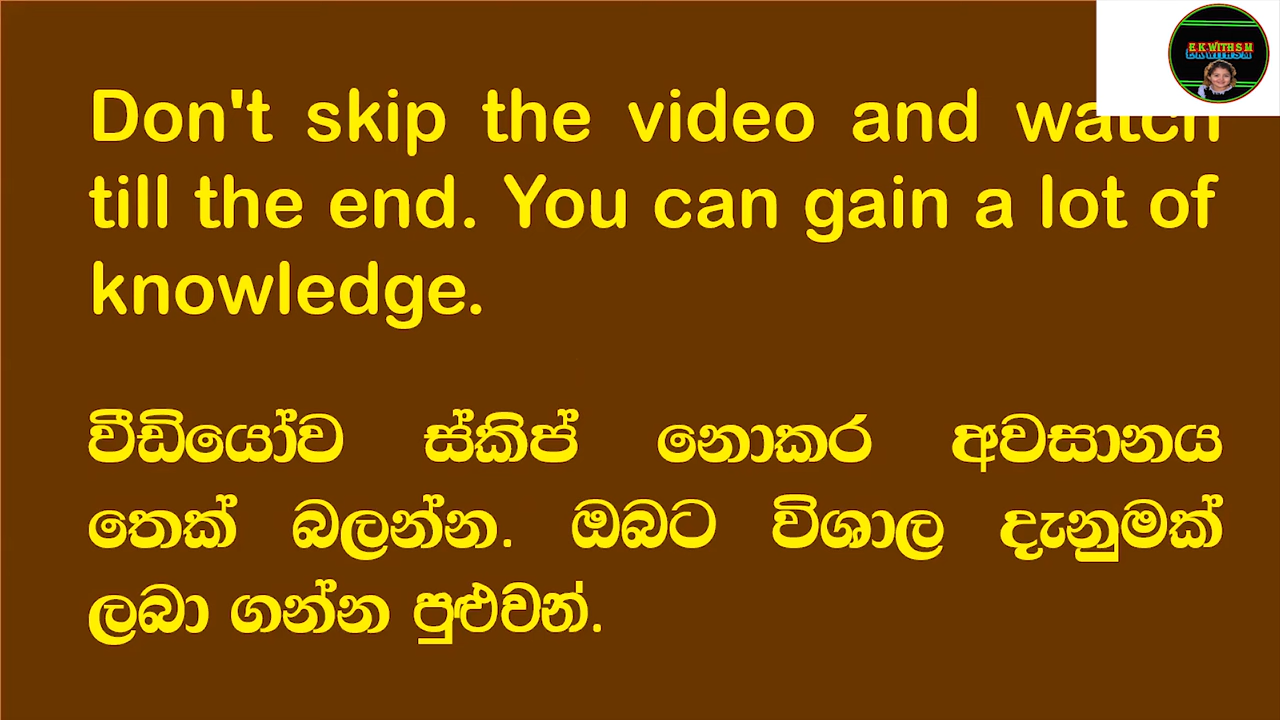 E K WITH S M
Don't skip the video and watch
till the end. You can gain a lot of
knowledge.
වීඩියෝව ස්කිප් නොකර අවසානය
තෙක් බලන්න. ඔබට විශාල දැනුමක්
ලබා ගන්න පුළුවන්.